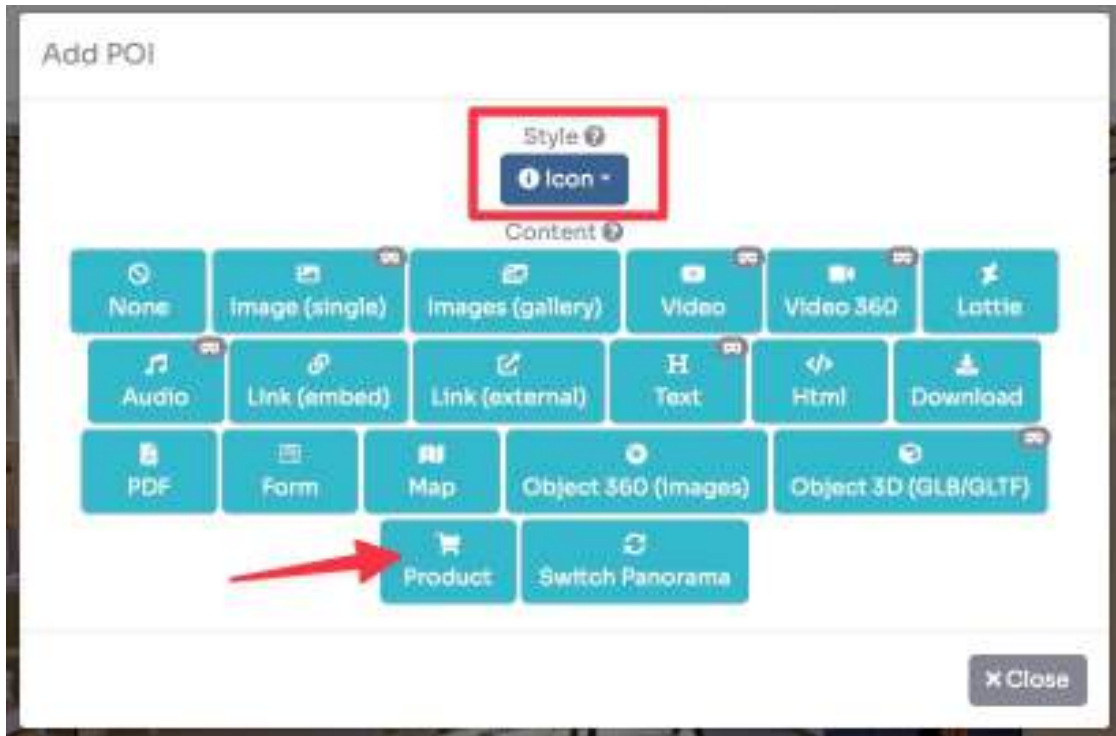 Add POI
Style
Icon
Content
None Image (single) Images (gallery) Video Video 360 Lottie
Audio Link (embed) Link (external) Text Html Download
PDF Form Map Object 360 (Images) Object 3D (GLB/GLTF)
Product Switch Panorama
Close